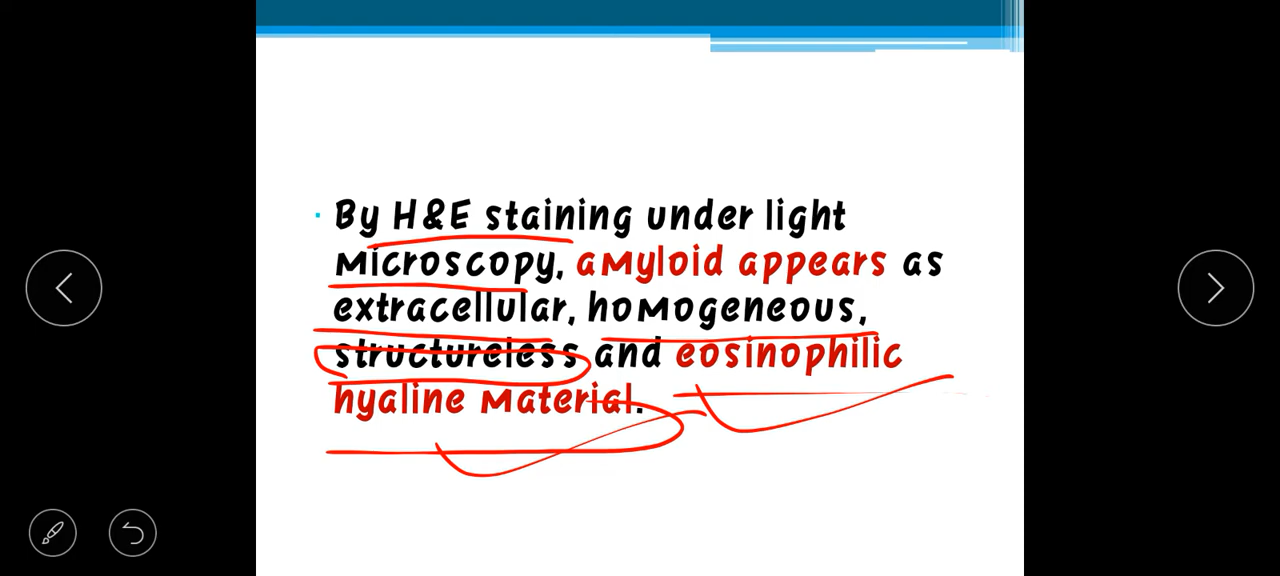 By H&E staining under light
microscopy, amyloid appears as
extracellular, homogeneous,
structureless and eosinophilic
hyaline material.